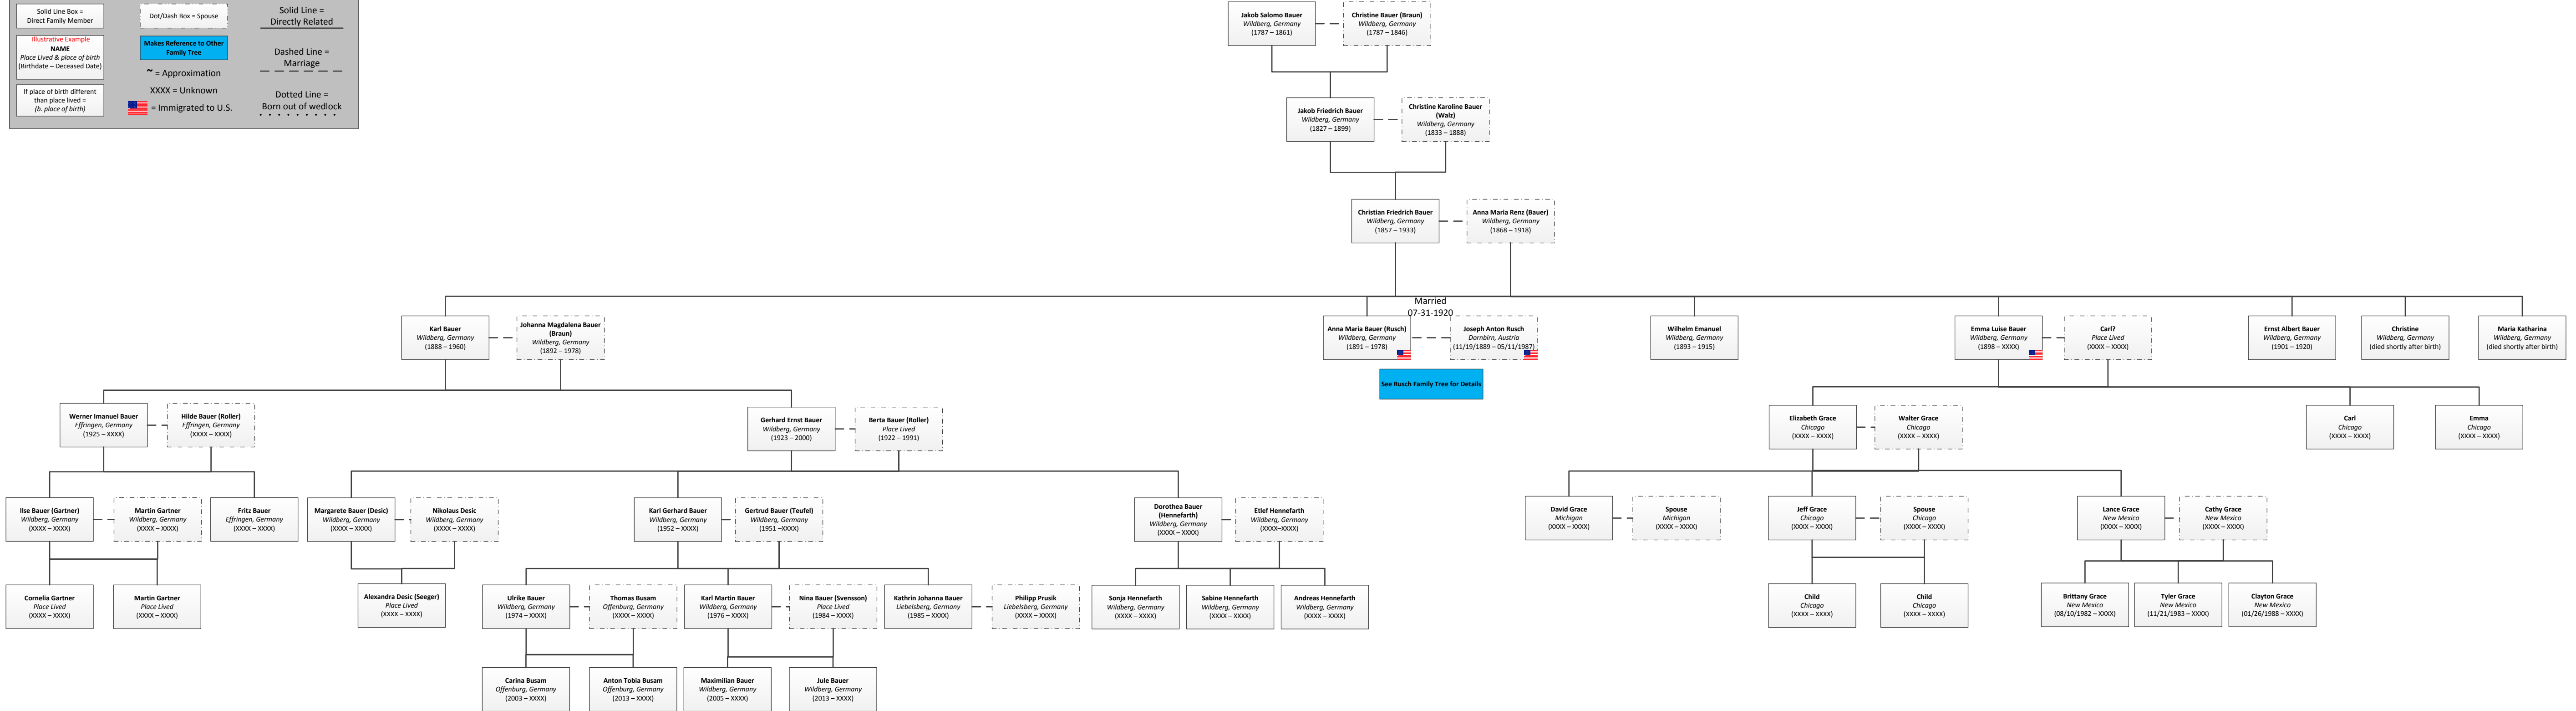 Solid Line Box =
Direct Family Member
Illustrative Example
NAME
Place Lived & place of birth
(Birthdate – Deceased Date)
If place of birth different
than place lived =
(b. place of birth)
Dot/Dash Box = Spouse
Makes Reference to Other
Family Tree
~ = Approximation
XXXX = Unknown
= Immigrated to U.S.
Solid Line =
Directly Related
Dashed Line =
Marriage
Dotted Line =
Born out of wedlock
Jakob Salomo Bauer
Wildberg, Germany
(1787 – 1861)
Christine Bauer (Braun)
Wildberg, Germany
(1787 – 1846)
Jakob Friedrich Bauer
Wildberg, Germany
(1827 – 1899)
Christine Karoline Bauer
(Walz)
Wildberg, Germany
(1833 – 1888)
Christian Friedrich Bauer
Wildberg, Germany
(1857 – 1933)
Anna Maria Renz (Bauer)
Wildberg, Germany
(1868 – 1918)
Karl Bauer
Wildberg, Germany
(1888 – 1960)
Johanna Magdalena Bauer
(Braun)
Wildberg, Germany
(1892 – 1978)
Married
07-31-1920
Anna Maria Bauer (Rusch)
Wildberg, Germany
(1891 – 1978)
Joseph Anton Rusch
Dornbirn, Austria
(11/19/1889 – 05/11/1987)
See Rusch Family Tree for Details
Wilhelm Emanuel
Wildberg, Germany
(1893 – 1915)
Emma Luise Bauer
Wildberg, Germany
(1898 – XXXX)
Carl?
Place Lived
(XXXX – XXXX)
Ernst Albert Bauer
Wildberg, Germany
(1901 – 1920)
Christine
Wildberg, Germany
(died shortly after birth)
Maria Katharina
Wildberg, Germany
(died shortly after birth)
Werner Imanuel Bauer
Effringen, Germany
(1925 – XXXX)
Hilde Bauer (Roller)
Effringen, Germany
(XXXX – XXXX)
Gerhard Ernst Bauer
Wildberg, Germany
(1923 – 2000)
Berta Bauer (Roller)
Place Lived
(1922 – 1991)
Elizabeth Grace
Chicago
(XXXX – XXXX)
Walter Grace
Chicago
(XXXX – XXXX)
Carl
Chicago
(XXXX – XXXX)
Emma
Chicago
(XXXX – XXXX)
Ilse Bauer (Gartner)
Wildberg, Germany
(XXXX – XXXX)
Martin Gartner
Wildberg, Germany
(XXXX – XXXX)
Fritz Bauer
Effringen, Germany
(XXXX – XXXX)
Margarete Bauer (Desic)
Wildberg, Germany
(XXXX – XXXX)
Nikolaus Desic
Wildberg, Germany
(XXXX – XXXX)
Karl Gerhard Bauer
Wildberg, Germany
(1952 – XXXX)
Gertrud Bauer (Teufel)
Wildberg, Germany
(1951 –XXXX)
Dorothea Bauer
(Hennefarth)
Wildberg, Germany
(XXXX – XXXX)
Etlef Hennefarth
Wildberg, Germany
(XXXX–XXXX)
David Grace
Michigan
(XXXX – XXXX)
Spouse
Michigan
(XXXX – XXXX)
Jeff Grace
Chicago
(XXXX – XXXX)
Spouse
Chicago
(XXXX – XXXX)
Lance Grace
New Mexico
(XXXX – XXXX)
Cathy Grace
New Mexico
(XXXX – XXXX)
Cornelia Gartner
Place Lived
(XXXX – XXXX)
Martin Gartner
Place Lived
(XXXX – XXXX)
Alexandra Desic (Seeger)
Place Lived
(XXXX – XXXX)
Ulrike Bauer
Wildberg, Germany
(1974 – XXXX)
Thomas Busam
Offenburg, Germany
(XXXX – XXXX)
Karl Martin Bauer
Wildberg, Germany
(1976 – XXXX)
Nina Bauer (Svensson)
Place Lived
(1984 – XXXX)
Kathrin Johanna Bauer
Liebelsberg, Germany
(1985 – XXXX)
Philipp Prusik
Liebelsberg, Germany
(XXXX – XXXX)
Sonja Hennefarth
Wildberg, Germany
(XXXX – XXXX)
Sabine Hennefarth
Wildberg, Germany
(XXXX – XXXX)
Andreas Hennefarth
Wildberg, Germany
(XXXX – XXXX)
Child
Chicago
(XXXX – XXXX)
Child
Chicago
(XXXX – XXXX)
Brittany Grace
New Mexico
(08/10/1982 – XXXX)
Tyler Grace
New Mexico
(11/21/1983 – XXXX)
Clayton Grace
New Mexico
(01/26/1988 – XXXX)
Carina Busam
Offenburg, Germany
(2003 – XXXX)
Anton Tobia Busam
Offenburg, Germany
(2013 – XXXX)
Maximilian Bauer
Wildberg, Germany
(2005 – XXXX)
Jule Bauer
Wildberg, Germany
(2013 – XXXX)